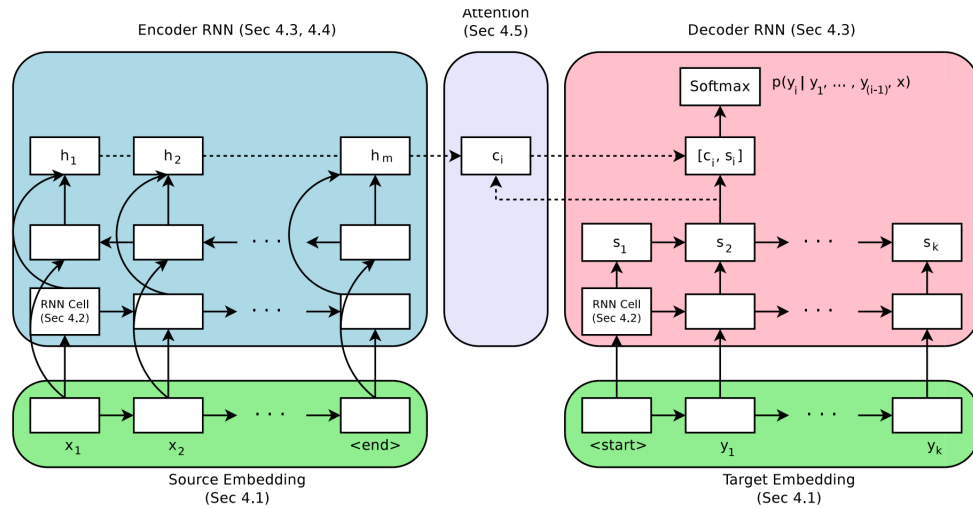 Attention
(Sec 4.5)
Encoder RNN (Sec 4.3, 4.4)
Decoder RNN (Sec 4.3)
Softmax
p(y_i | y_1, ... , y_(i-1), x)
h_1
h_2
h_m
c_i
[c_i, s_i]
. . .
s_1
s_2
. . .
s_k
RNN Cell
(Sec 4.2)
. . .
RNN Cell
(Sec 4.2)
. . .
. . .
. . .
x_1
x_2
<end>
<start>
y_1
y_k
Source Embedding
(Sec 4.1)
Target Embedding
(Sec 4.1)